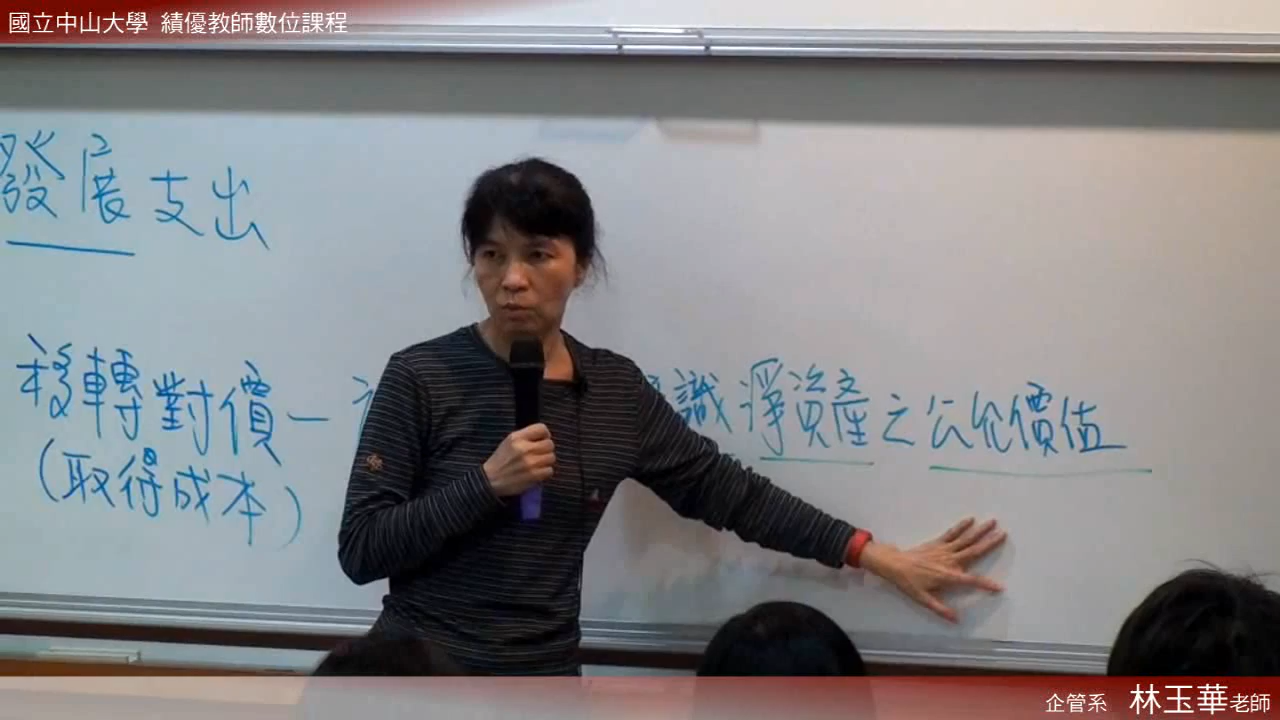 國立中山大學 績優教師數位課程
發展支出
移轉對價－ 識淨資產之公允價值
(取得成本)
企管系 林玉華老師